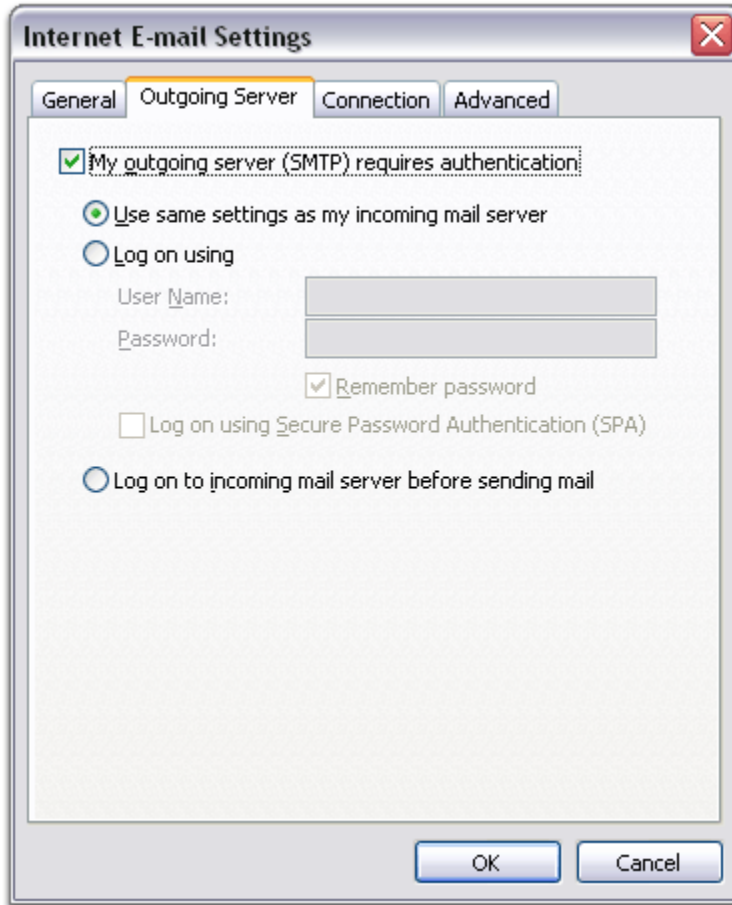 Internet E-mail Settings
General Outgoing Server Connection Advanced
My outgoing server (SMTP) requires authentication
Use same settings as my incoming mail server
Log on using
User Name:
Password:
Remember password
Log on using Secure Password Authentication (SPA)
Log on to incoming mail server before sending mail
OK Cancel